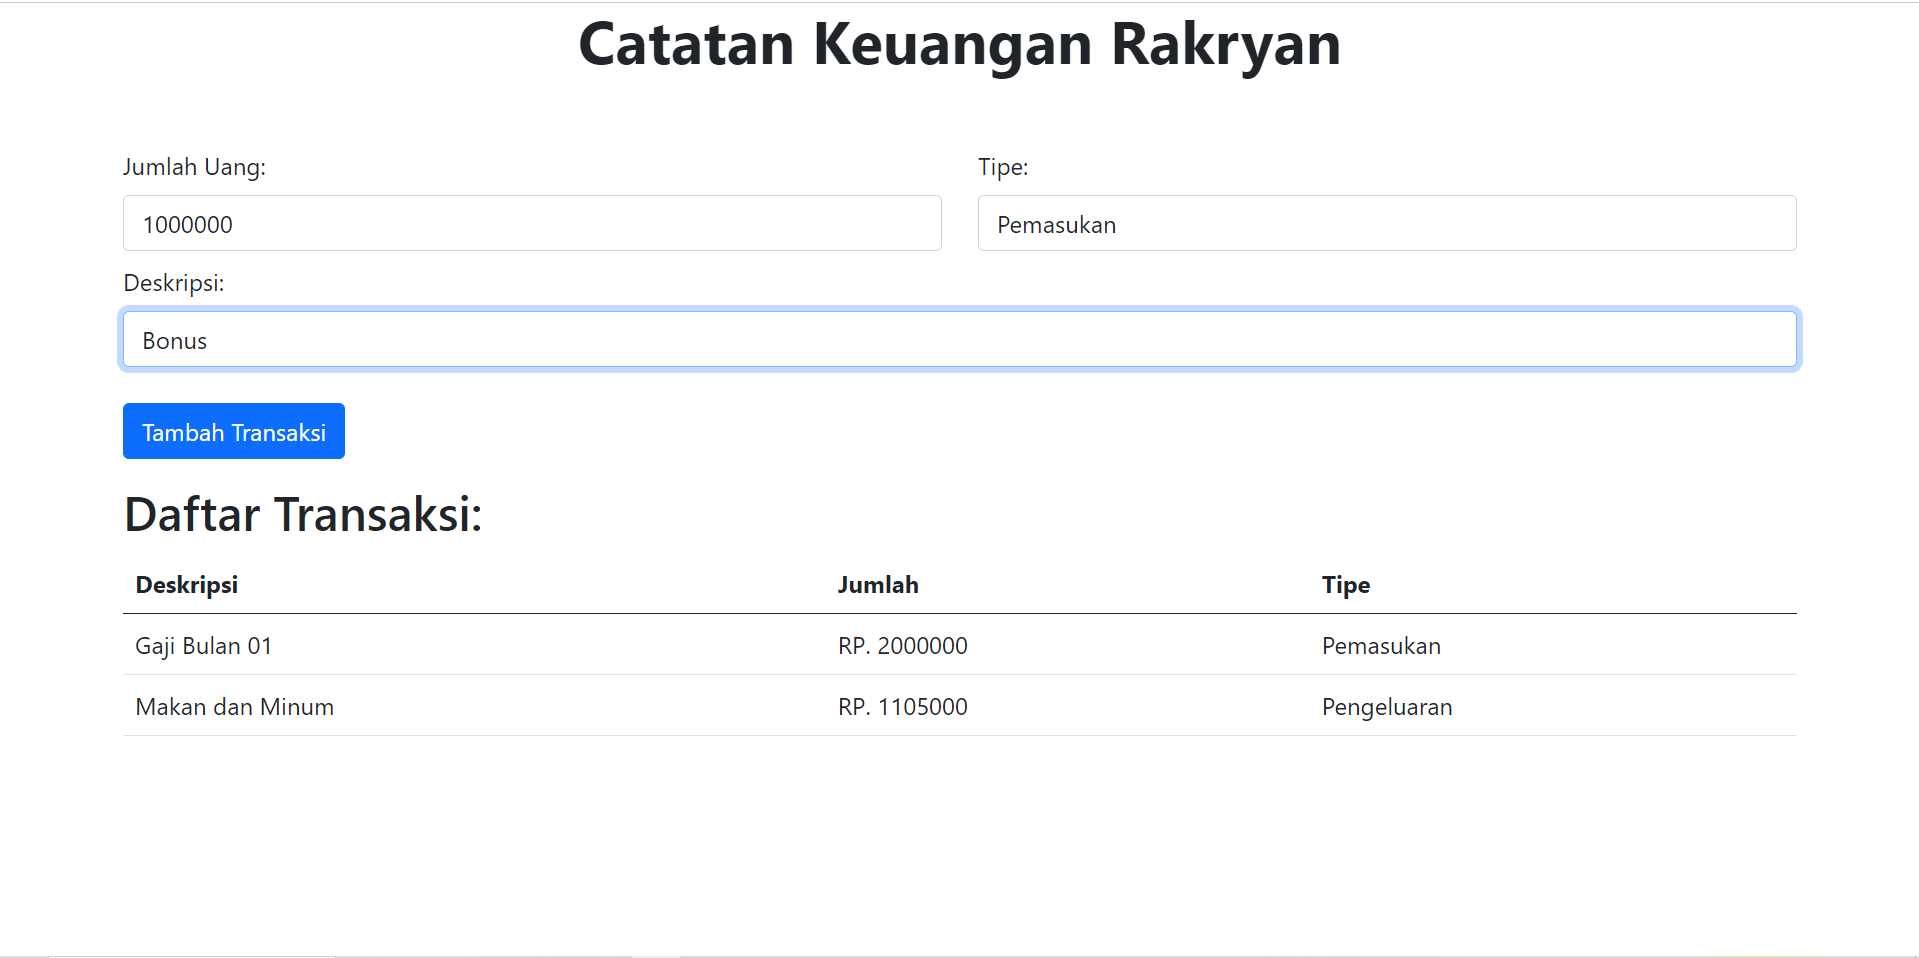 Catatan Keuangan Rakryan
Jumlah Uang: Tipe:
1000000 Pemasukan
Deskripsi:
Bonus
Tambah Transaksi
Daftar Transaksi:
Deskripsi Jumlah Tipe
Gaji Bulan 01 RP. 2000000 Pemasukan
Makan dan Minum RP. 1105000 Pengeluaran